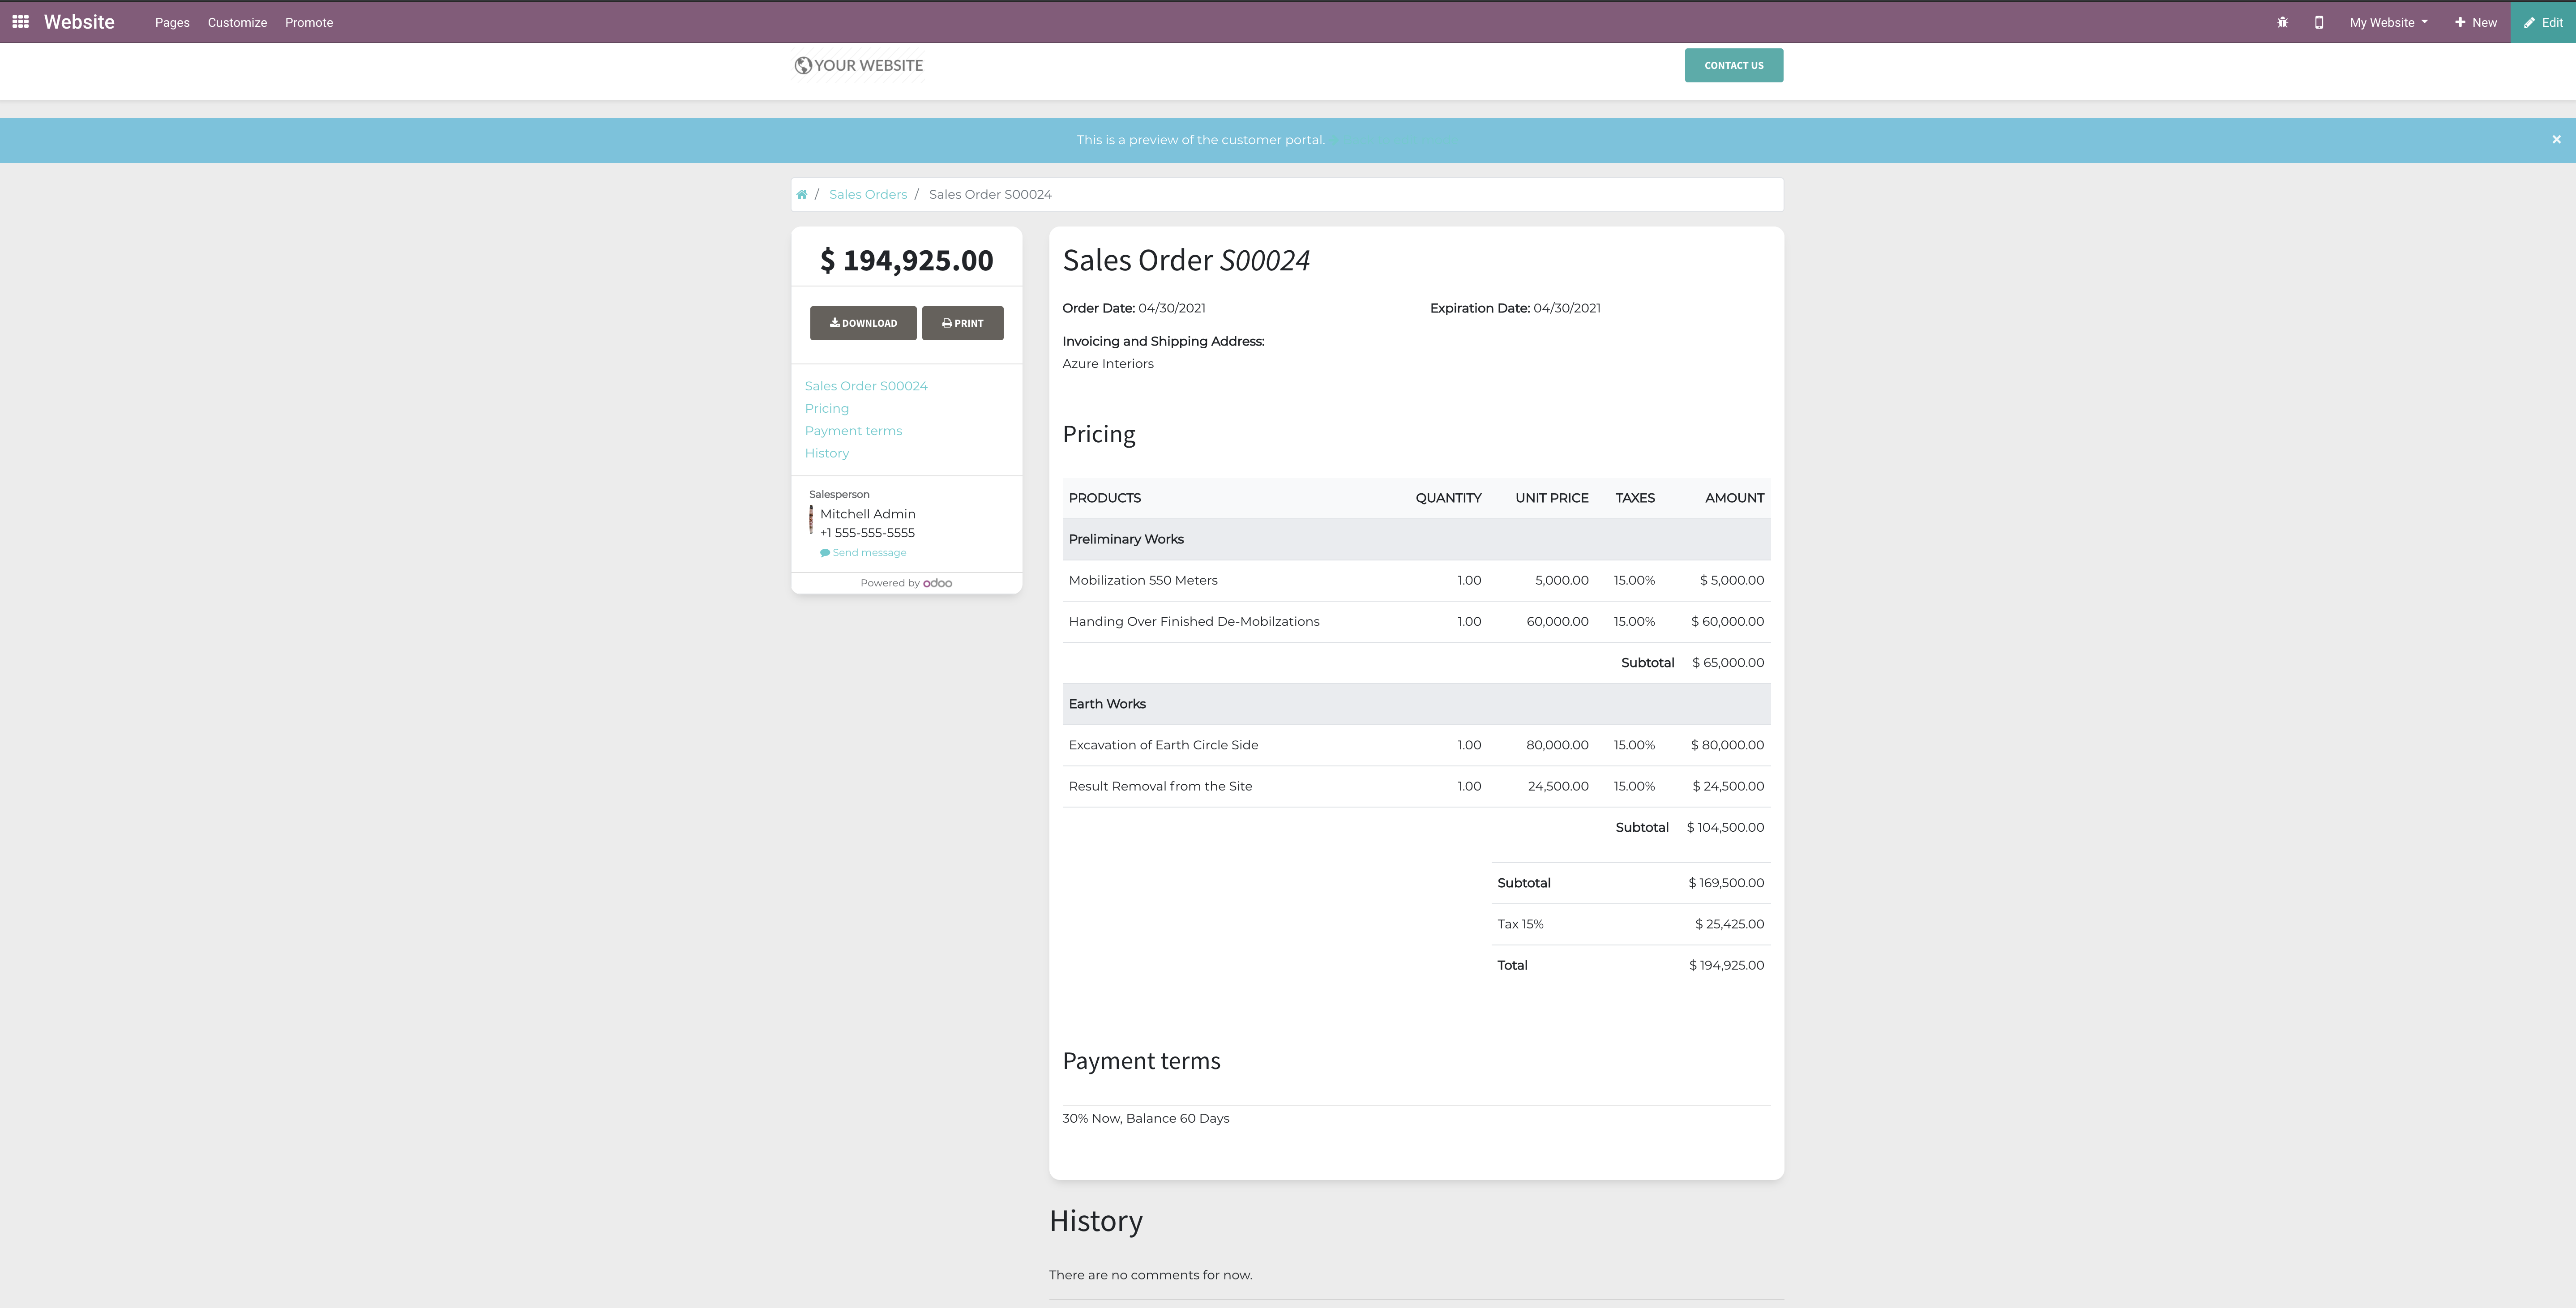 Website Pages Customize Promote My Website New Edit
YOUR WEBSITE CONTACT US
This is a preview of the customer portal. ×
/ Sales Orders / Sales Order S00024
$ 194,925.00
DOWNLOAD PRINT
Sales Order S00024
Pricing
Payment terms
History
Salesperson
Mitchell Admin
+1 555-555-5555
Send message
Powered by odoo
Sales Order S00024
Order Date: 04/30/2021 Expiration Date: 04/30/2021
Invoicing and Shipping Address:
Azure Interiors
Pricing
PRODUCTS QUANTITY UNIT PRICE TAXES AMOUNT
Preliminary Works
Mobilization 550 Meters 1.00 5,000.00 15.00% $ 5,000.00
Handing Over Finished De-Mobilzations 1.00 60,000.00 15.00% $ 60,000.00
Subtotal $ 65,000.00
Earth Works
Excavation of Earth Circle Side 1.00 80,000.00 15.00% $ 80,000.00
Result Removal from the Site 1.00 24,500.00 15.00% $ 24,500.00
Subtotal $ 104,500.00
Subtotal $ 169,500.00
Tax 15% $ 25,425.00
Total $ 194,925.00
Payment terms
30% Now, Balance 60 Days
History
There are no comments for now.